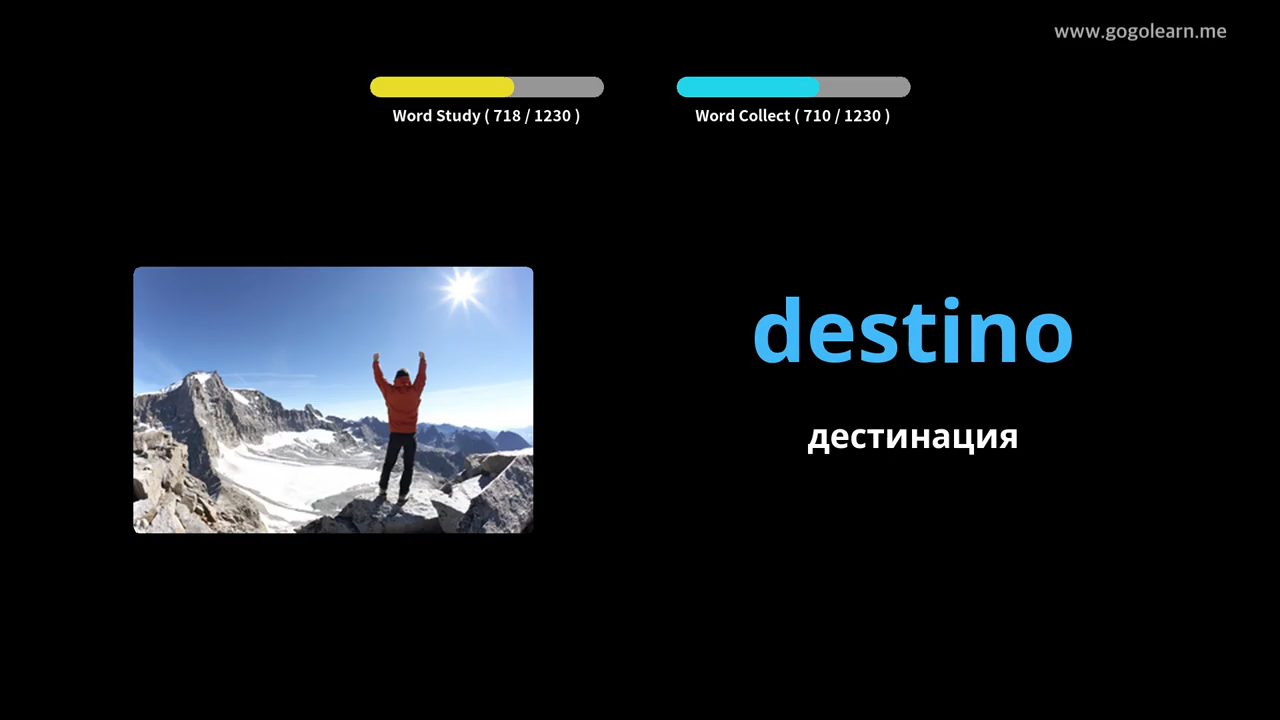 www.gogolearn.me
Word Study ( 718 / 1230 )
Word Collect ( 710 / 1230 )
destino
дестинация